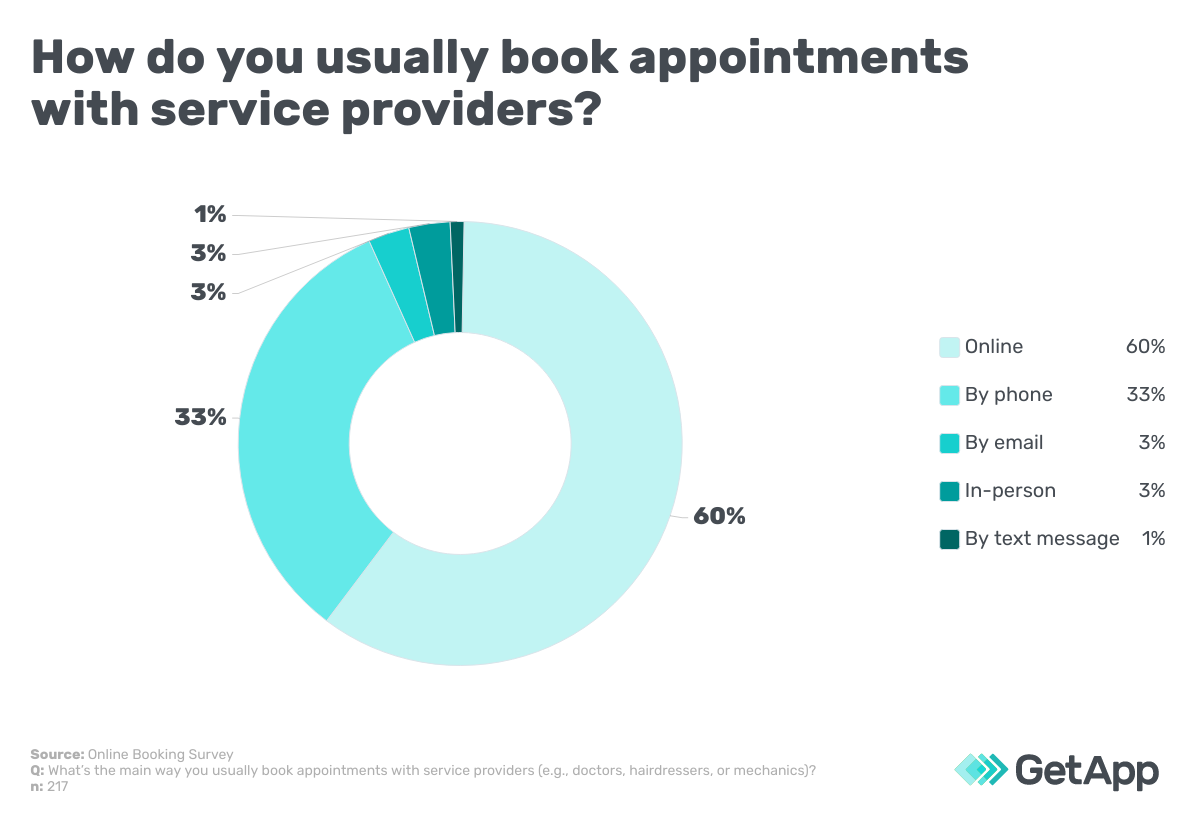 How do you usually book appointments
with service providers?
1%
3%
3%
33%
60%
Online 60%
By phone 33%
By email 3%
In-person 3%
By text message 1%
Source: Online Booking Survey
Q: What's the main way you usually book appointments with service providers (e.g., doctors, hairdressers, or mechanics)?
n: 217
GetApp